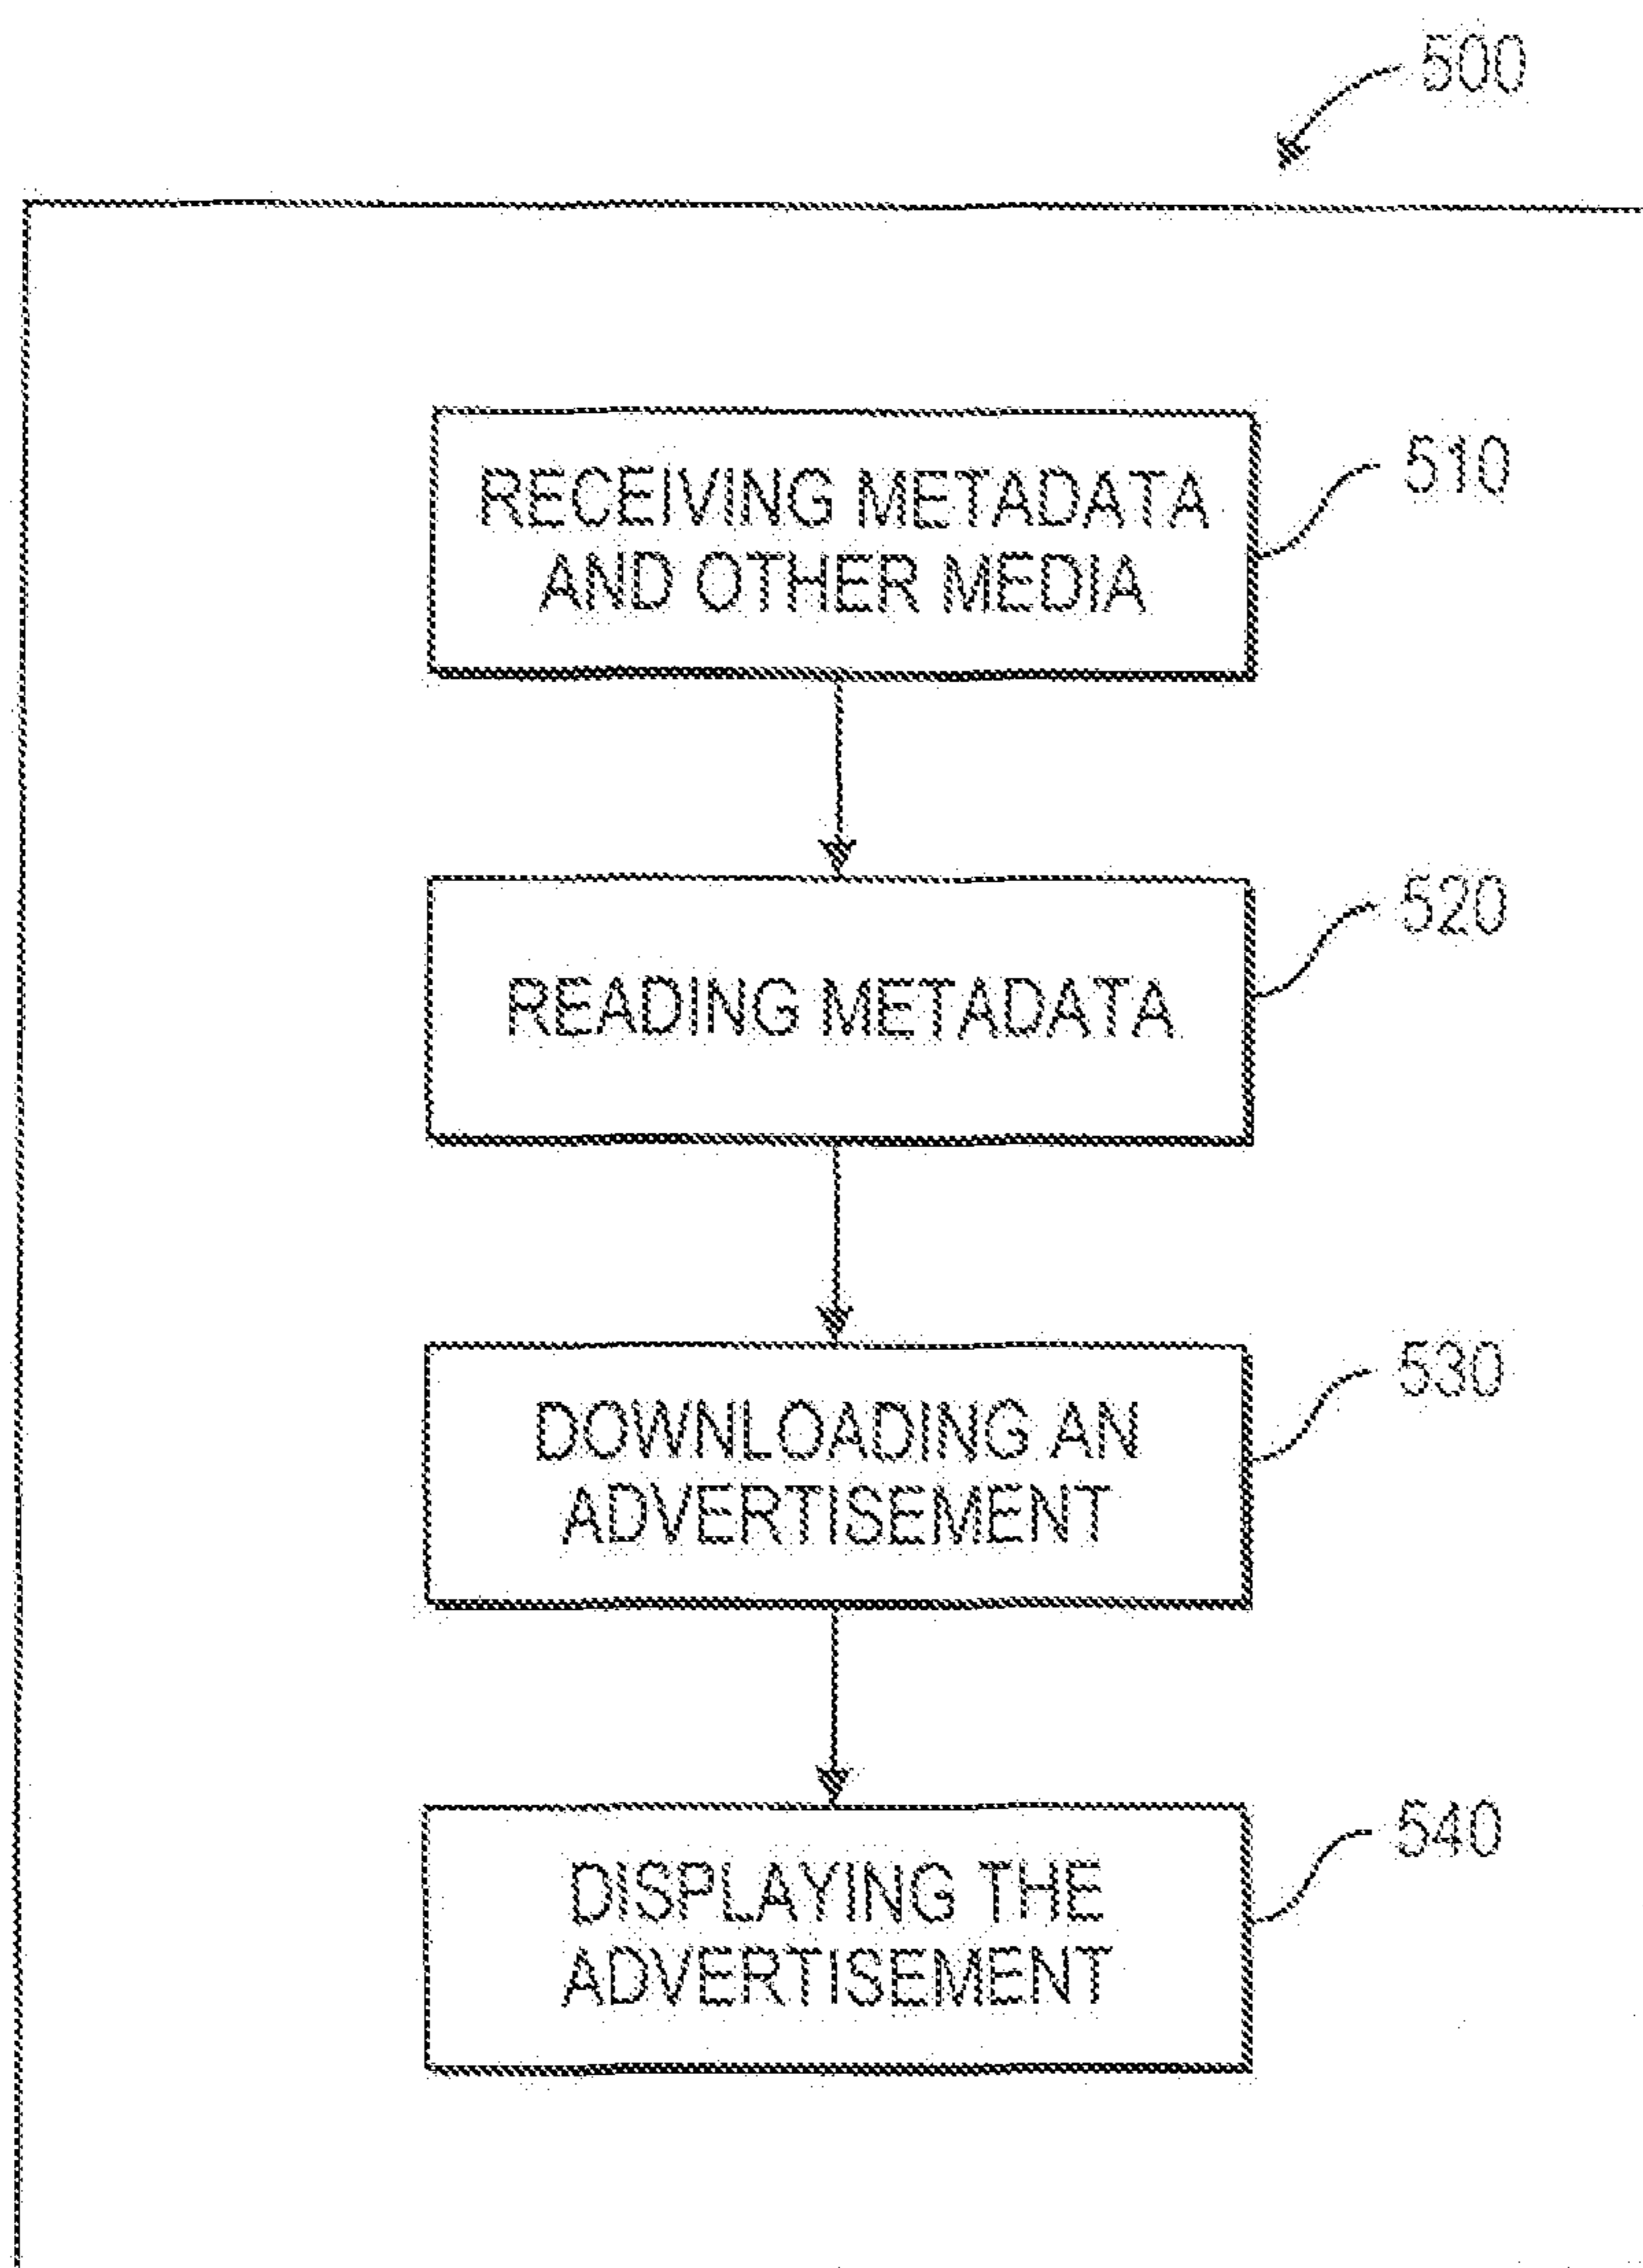 500
RECEIVING METADATA
AND OTHER MEDIA
510
READING METADATA
520
DOWNLOADING AN
ADVERTISEMENT
530
DISPLAYING THE
ADVERTISEMENT
540